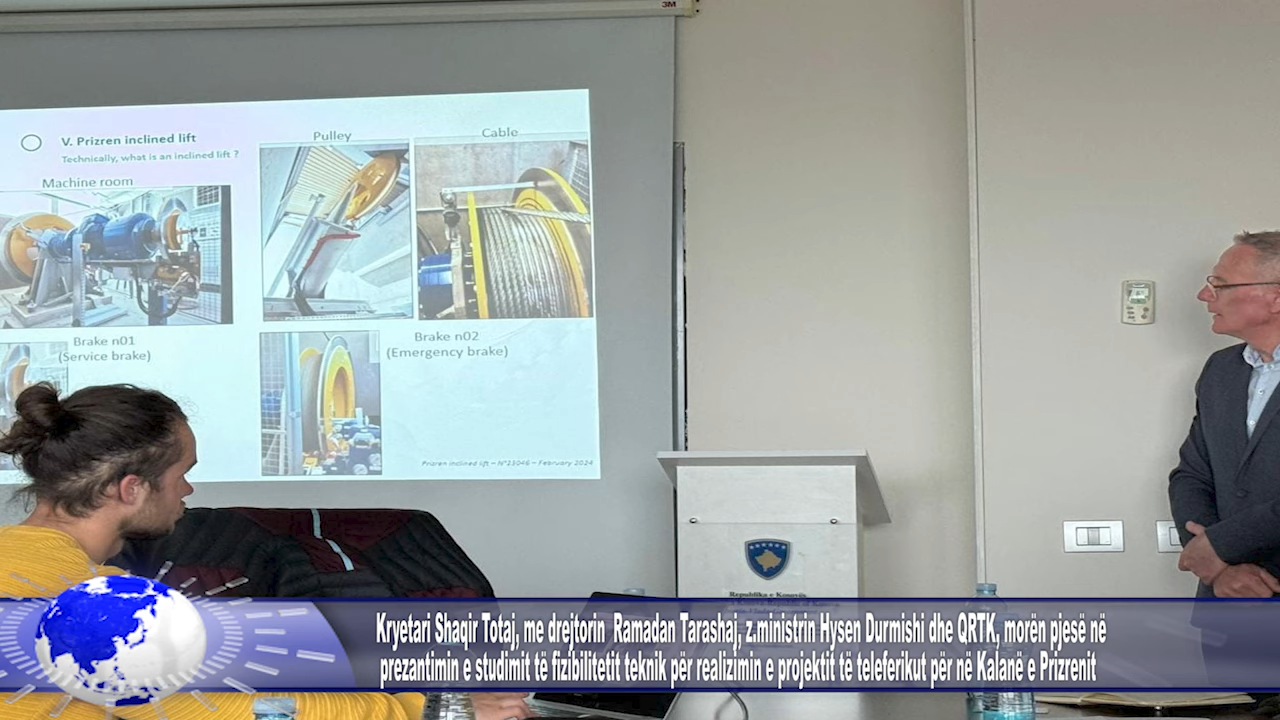 3M
V. Prizren inclined lift
Technically, what is an inclined lift ?
Machine room
Pulley
Cable
Brake n01
(Service brake)
Brake n02
(Emergency brake)
Prizren inclined lift – N°23046 – February 2024
Republika e Kosovës
Kryetari Shaqir Totaj, me drejtorin Ramadan Tarashaj, z.ministrin Hysen Durmishi dhe QRTK, morën pjesë në
prezantimin e studimit të fizibilitetit teknik për realizimin e projektit të teleferikut për në Kalanë e Prizrenit